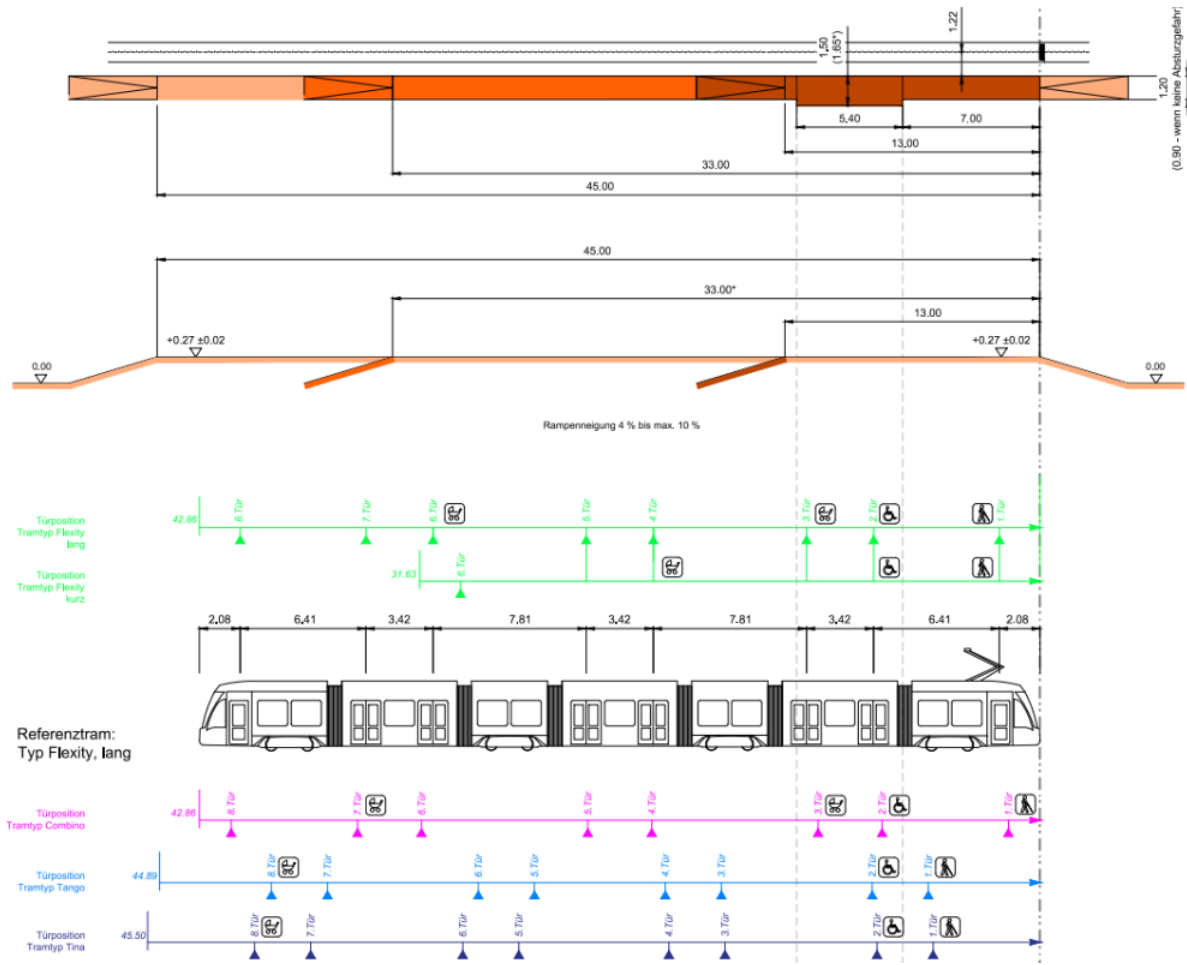 1.50
(1.65*)
1.22
1.20
(0.90 - wenn keine Absturzgefahr)
5.40
7.00
13.00
33.00
45.00
45.00
33.00*
13.00
+0.27 ±0.02
+0.27 ±0.02
0.00
0.00
Rampenneigung 4 % bis max. 10 %
Türposition
Tramtyp Flexity
lang
42.86
8.Tür
7.Tür
6.Tür
5.Tür
4.Tür
3.Tür
2.Tür
1.Tür
Türposition
Tramtyp Flexity
kurz
31.63
6.Tür
2.08
6.41
3.42
7.81
3.42
7.81
3.42
6.41
2.08
Referenztram:
Typ Flexity, lang
Türposition
Tramtyp Combino
42.86
8.Tür
7.Tür
6.Tür
5.Tür
4.Tür
3.Tür
2.Tür
1.Tür
Türposition
Tramtyp Tango
44.89
8.Tür
7.Tür
6.Tür
5.Tür
4.Tür
3.Tür
2.Tür
1.Tür
Türposition
Tramtyp Tina
45.50
8.Tür
7.Tür
6.Tür
5.Tür
4.Tür
3.Tür
2.Tür
1.Tür